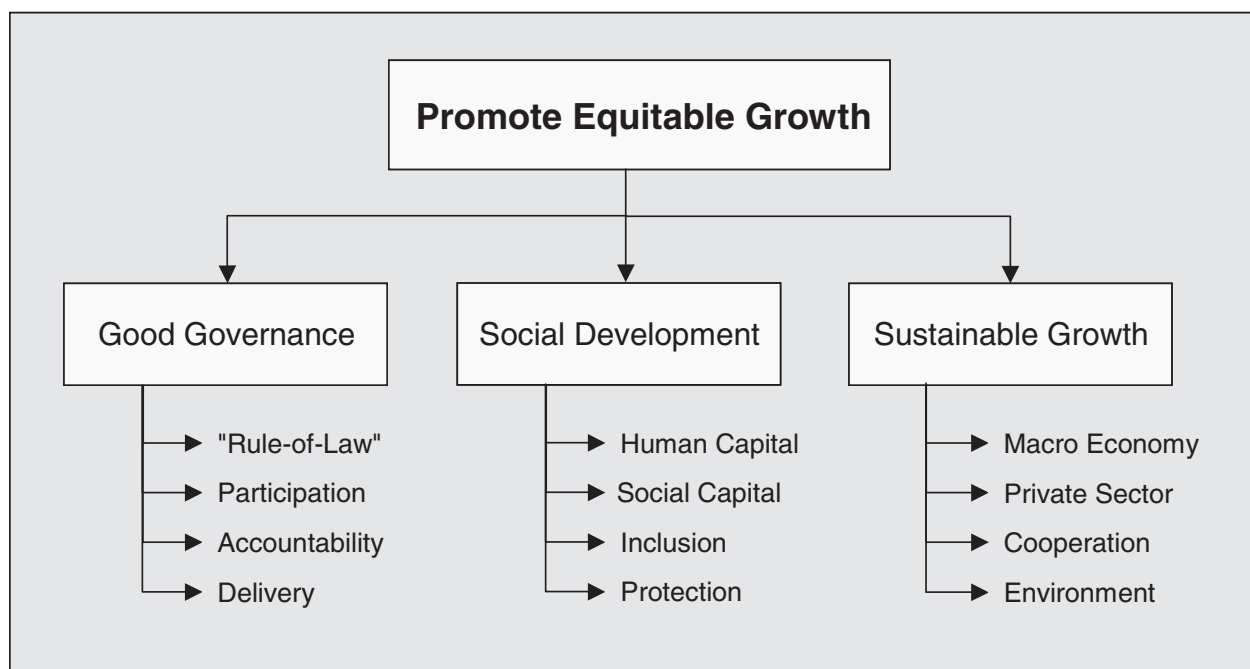 Promote Equitable Growth
Good Governance
"Rule-of-Law"
Participation
Accountability
Delivery
Social Development
Human Capital
Social Capital
Inclusion
Protection
Sustainable Growth
Macro Economy
Private Sector
Cooperation
Environment